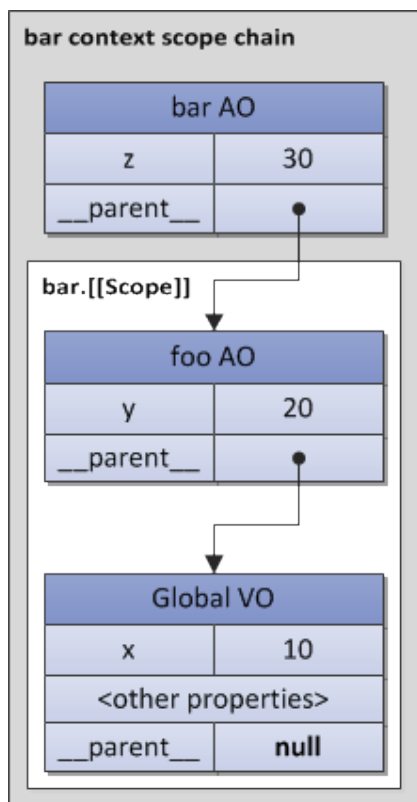 bar context scope chain
bar AO
z 30
__parent__
bar.[[Scope]]
foo AO
y 20
__parent__
Global VO
x 10
<other properties>
__parent__ null